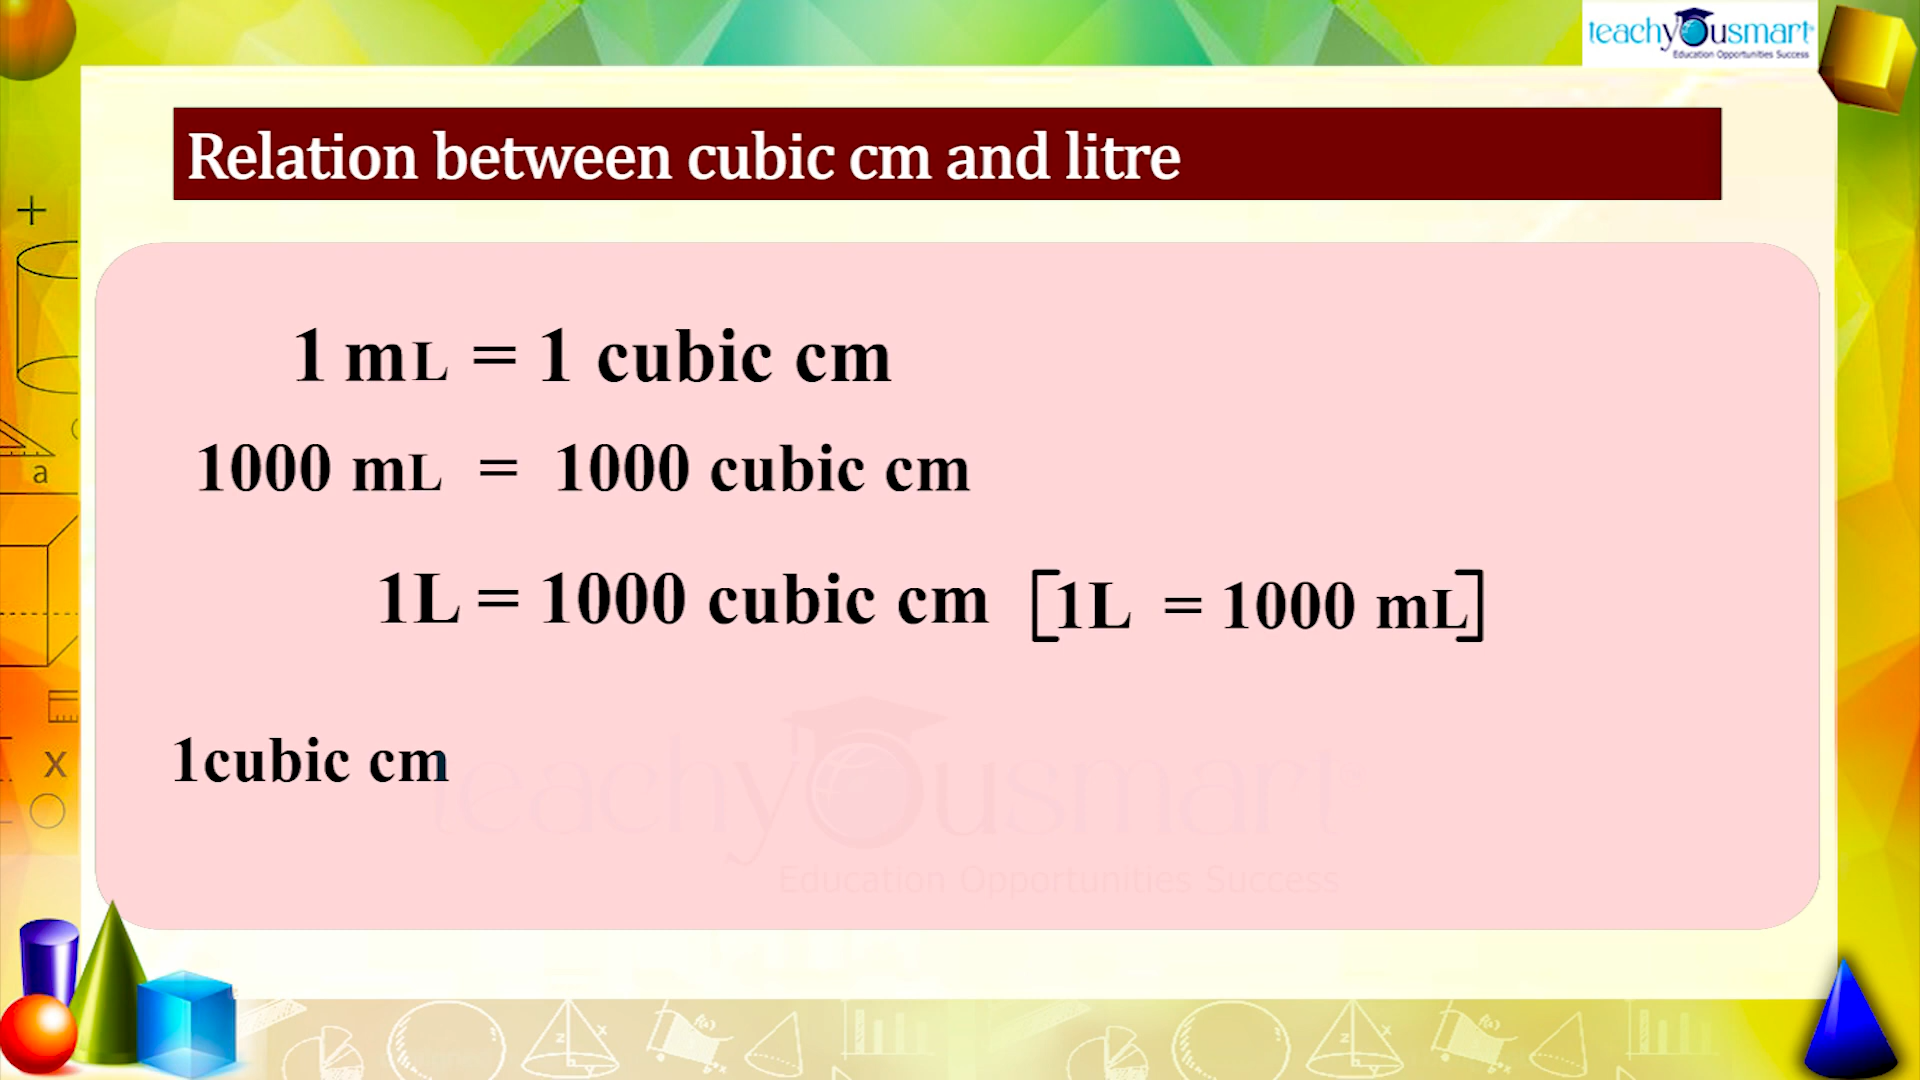 teachyousmart
Education Opportunities Success
Relation between cubic cm and litre
1 mL = 1 cubic cm
1000 mL = 1000 cubic cm
1L = 1000 cubic cm [1L = 1000 mL]
1cubic cm
teachyousmart
Education Opportunities Success
+
a
x